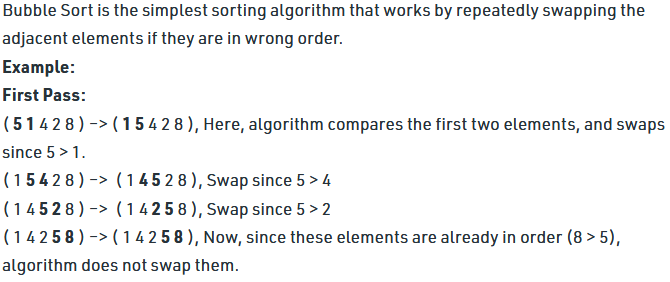 Bubble Sort is the simplest sorting algorithm that works by repeatedly swapping the
adjacent elements if they are in wrong order.
Example:
First Pass:
( 5 1 4 2 8 ) –> ( 1 5 4 2 8 ), Here, algorithm compares the first two elements, and swaps
since 5 > 1.
( 1 5 4 2 8 ) –> ( 1 4 5 2 8 ), Swap since 5 > 4
( 1 4 5 2 8 ) –> ( 1 4 2 5 8 ), Swap since 5 > 2
( 1 4 2 5 8 ) –> ( 1 4 2 5 8 ), Now, since these elements are already in order (8 > 5),
algorithm does not swap them.